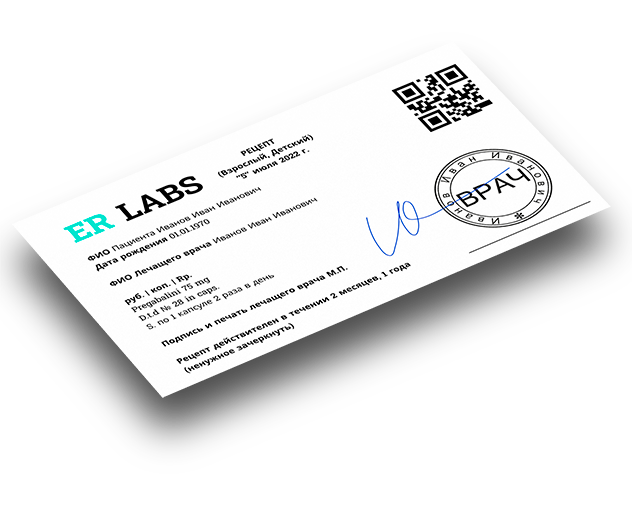 ER LABS
РЕЦЕПТ
(Взрослый, Детский)
"5" июля 2022 г.
ФИО Пациента Иванов Иван Иванович
Дата рождения 01.01.1970
ФИО Лечащего врача Иванов Иван Иванович
руб. | коп. | Rp.
Pregabalini 75 mg
D.t.d № 28 in caps.
S. по 1 капсуле 2 раза в день
Подпись и печать лечащего врача М.П.
Рецепт действителен в течении 2 месяцев, 1 года
(ненужное зачеркнуть)
Иванов Иван Иванович *
ВРАЧ